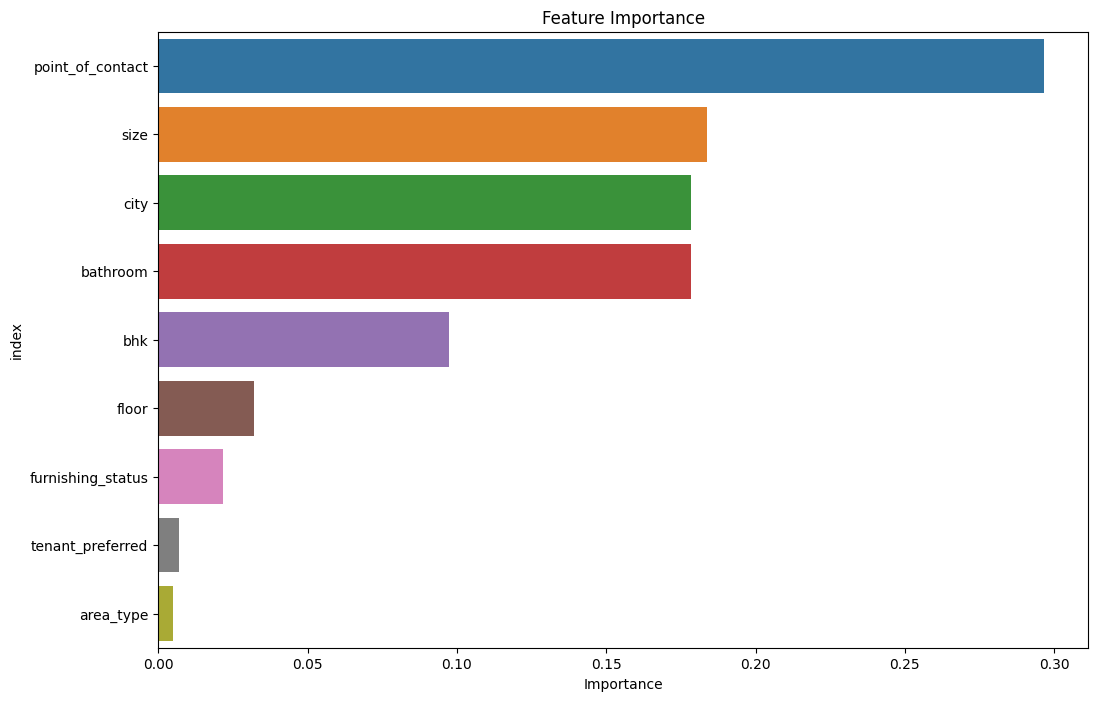 Feature Importance
point_of_contact
size
city
bathroom
bhk
floor
furnishing_status
tenant_preferred
area_type
index
0.00 0.05 0.10 0.15 0.20 0.25 0.30
Importance